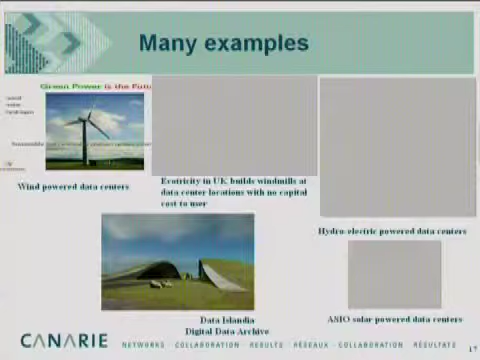 Many examples
Green Power is the Futu
Wind powered data centers
Ecotricity in UK builds windmills at
data center locations with no capital
cost to user
Hydro-electric powered data centers
Data Islandia
Digital Data Archive
ASIO solar powered data centers
CANARIE
NETWORKS · COLLABORATION · RESULTS RÉSEAUX · COLLABORATION · RÉSULTATS
17